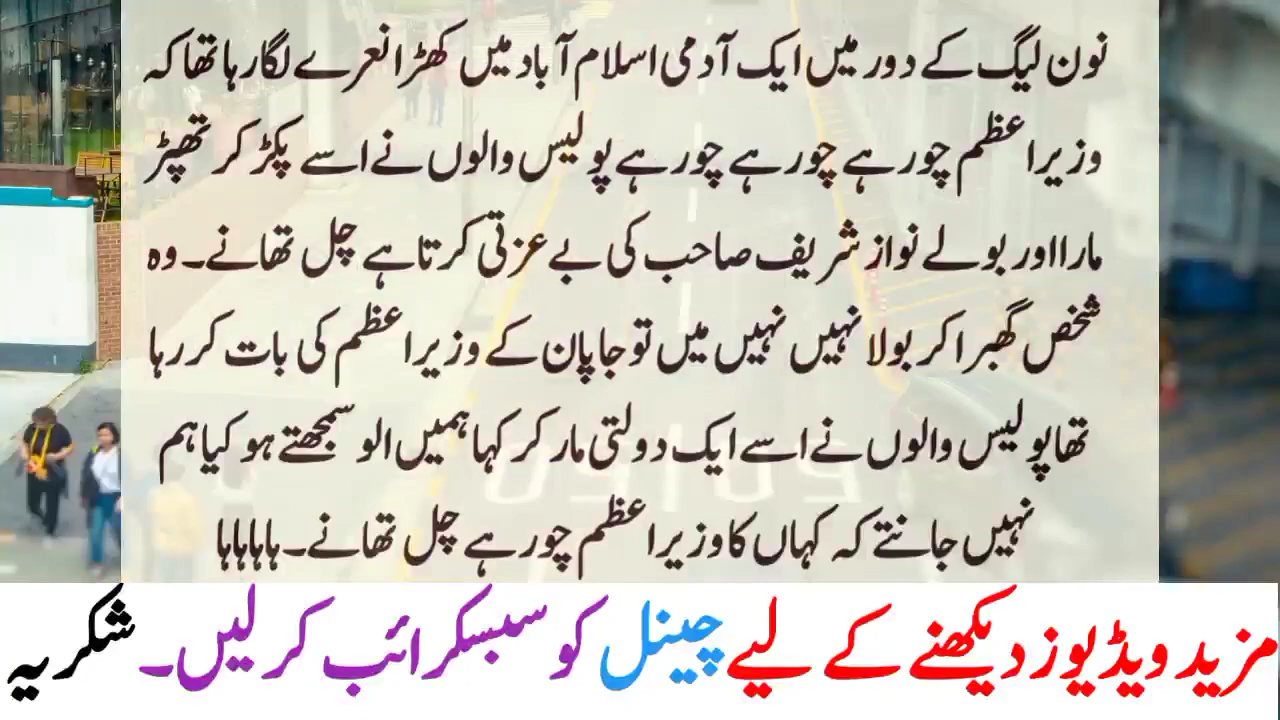 نون لیگ کے دور میں ایک آدمی اسلام آباد میں کھڑا نعرے لگا رہا تھا کہ
وزیراعظم چور ہے چور ہے چور ہے پولیس والوں نے اسے پکڑ کر تھپڑ
مارا اور بولے نواز شریف صاحب کی بے عزتی کرتا ہے چل تھانے۔ وہ
شخص گھبرا کر بولا نہیں نہیں میں تو جاپان کے وزیراعظم کی بات کر رہا
تھا پولیس والوں نے اسے ایک دولتی مار کر کہا ہمیں الو سمجھتے ہو کیا ہم
نہیں جانتے کہ کہاں کا وزیراعظم چور ہے چل تھانے۔ ہاہاہاہا
مزید ویڈیوز دیکھنے کے لیے چینل کو سبسکرائب کر لیں۔ شکریہ